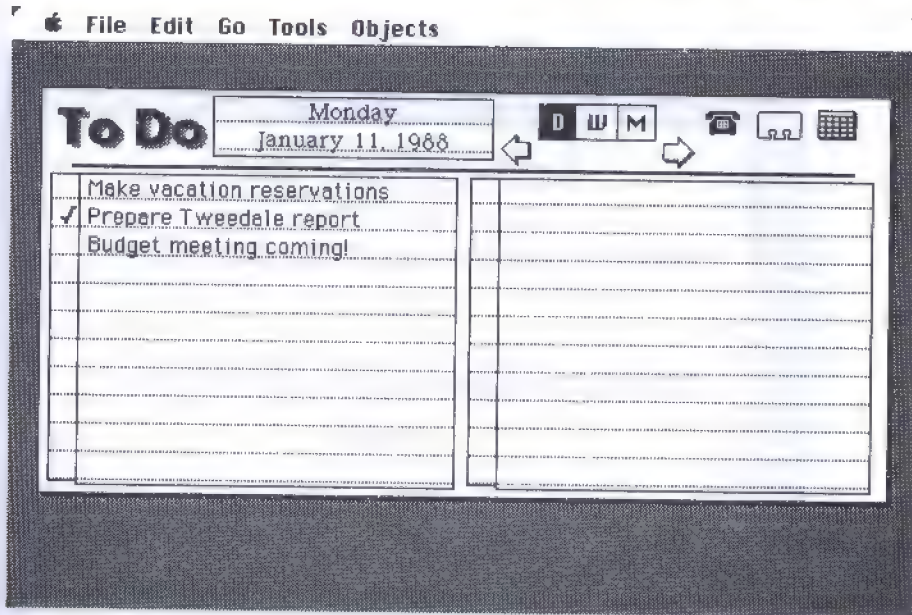 File Edit Go Tools Objects
To Do
Monday
January 11, 1988
D W M
Make vacation reservations
✓ Prepare Tweedale report
Budget meeting coming!